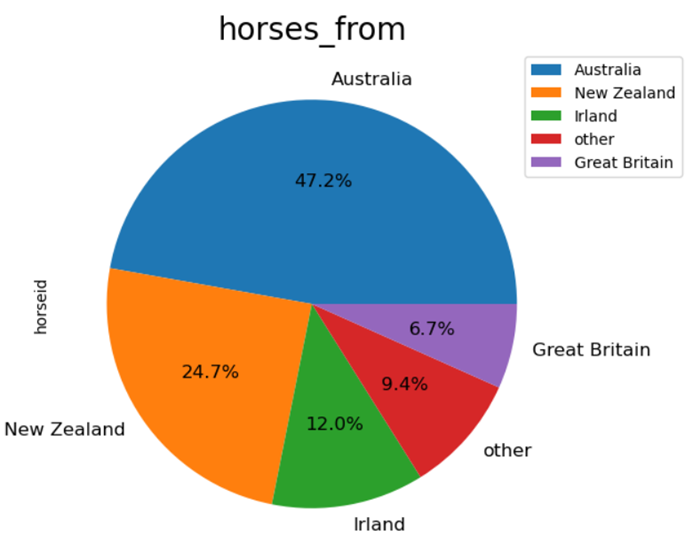 horses_from
Australia
New Zealand
Irland
other
Great Britain
Australia
47.2%
horseid
24.7%
New Zealand
12.0%
Irland
9.4%
other
6.7%
Great Britain